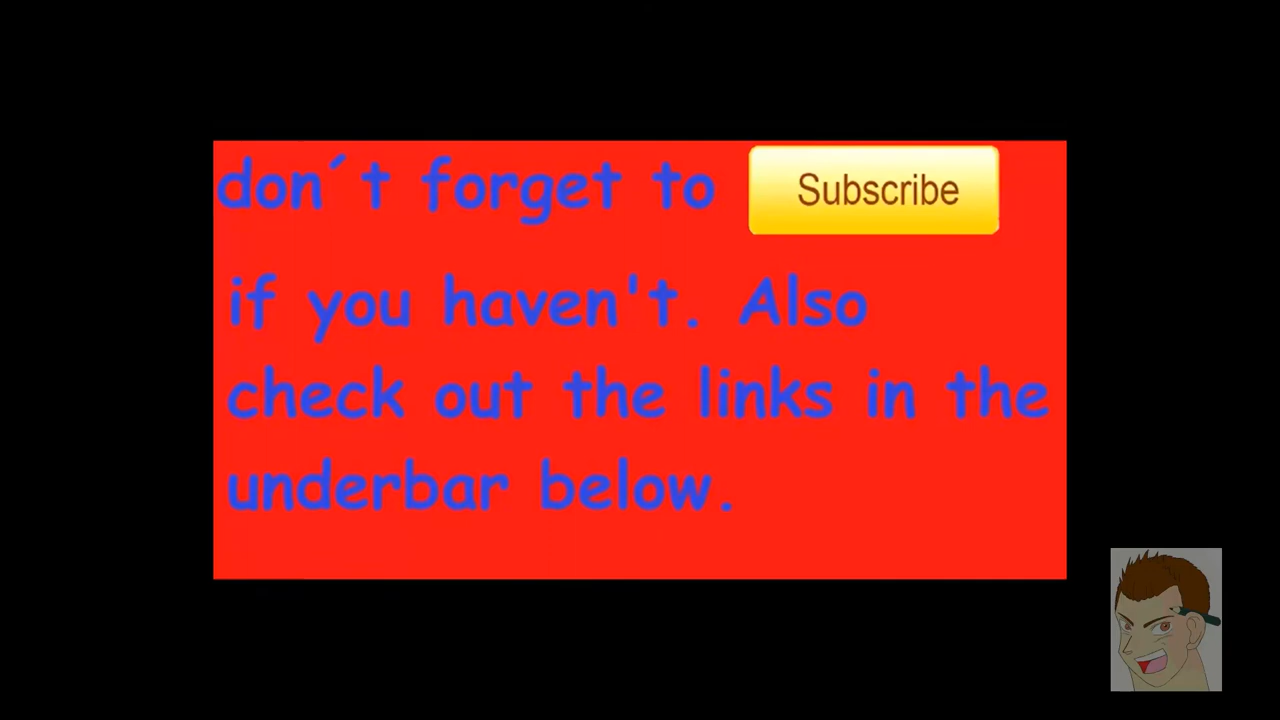 don´t forget to Subscribe
if you haven't. Also
check out the links in the
underbar below.